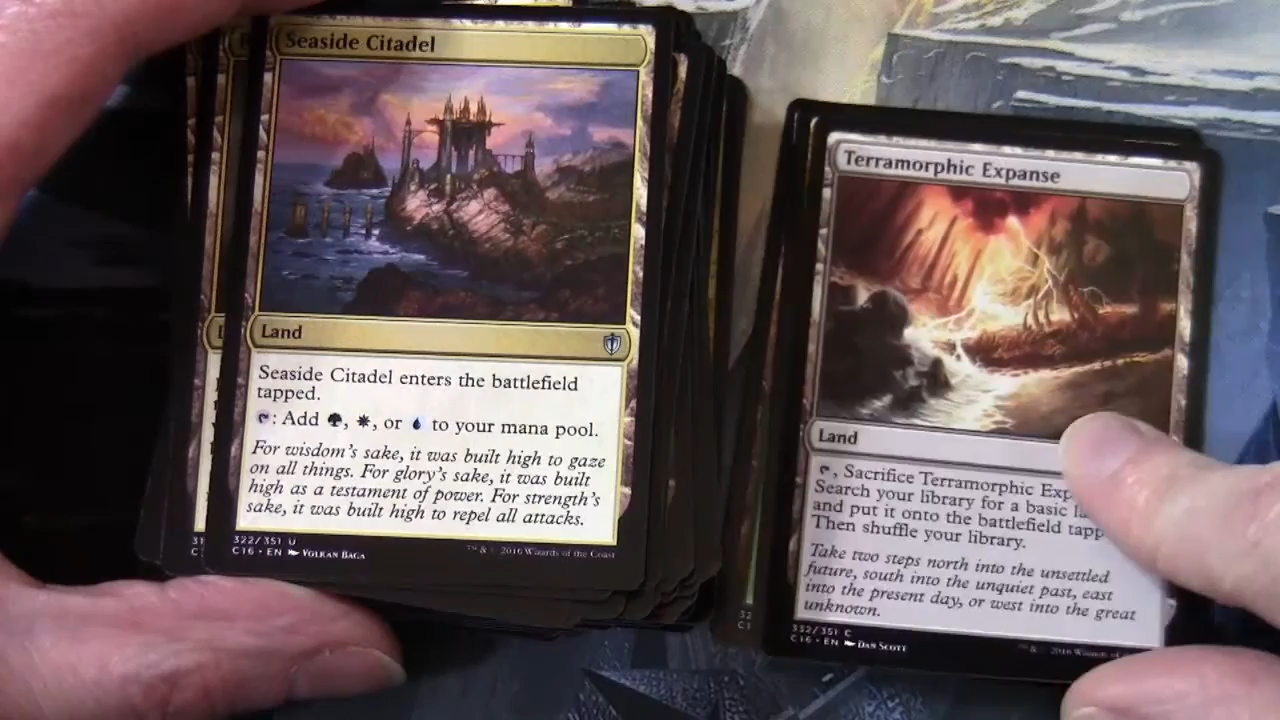 Seaside Citadel
Land
Seaside Citadel enters the battlefield
tapped.
: Add , , or to your mana pool.
For wisdom's sake, it was built high to gaze
on all things. For glory's sake, it was built
high as a testament of power. For strength's
sake, it was built high to repel all attacks.
322/351 U
C16 • EN Volkan Baga
™ & © 2016 Wizards of the Coast
Terramorphic Expanse
Land
, Sacrifice Terramorphic Exp
Search your library for a basic
and put it onto the battlefield tapp
Then shuffle your library.
Take two steps north into the unsettled
future, south into the unquiet past, east
into the present day, or west into the great
unknown.
332/351 C
C16 • EN Dan Scott
™ & © 2016 Wizards of